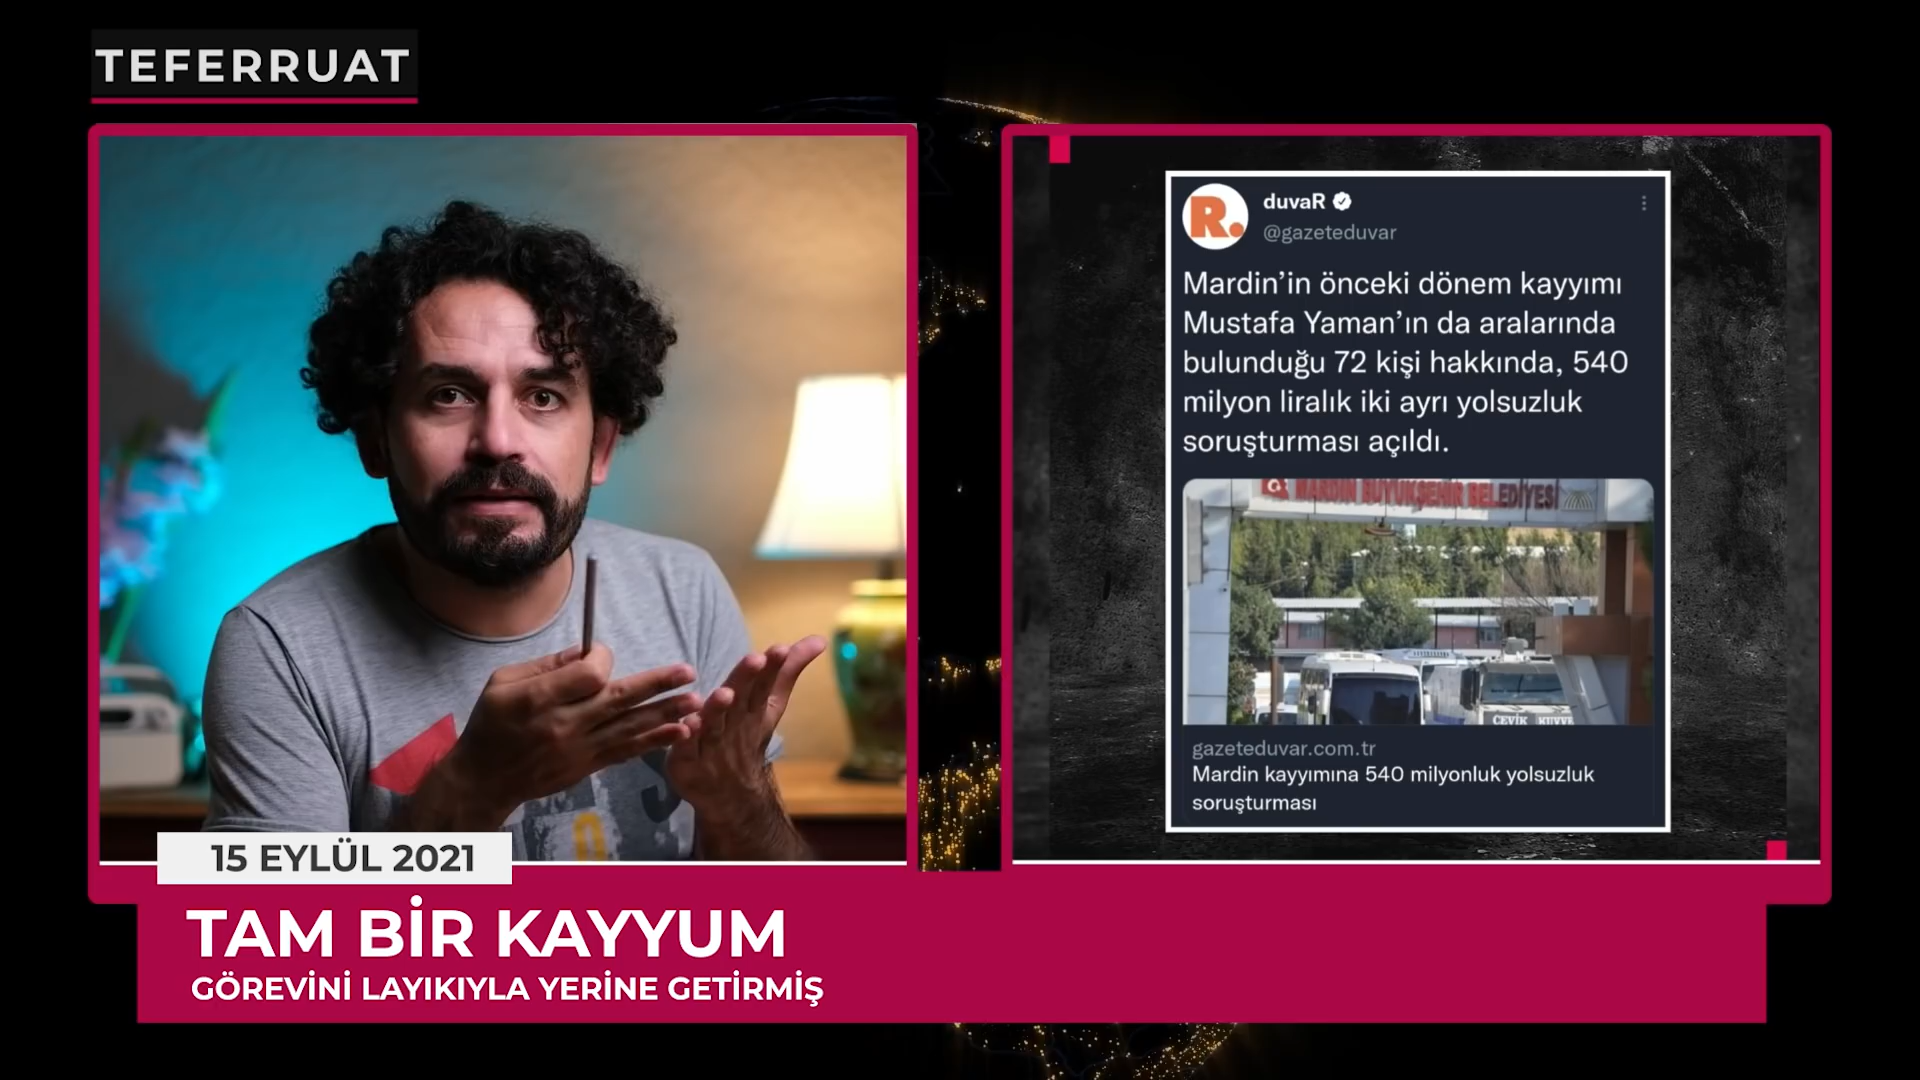 TEFERRUAT
duvaR
@gazeteduvar
Mardin’in önceki dönem kayyımı
Mustafa Yaman’ın da aralarında
bulunduğu 72 kişi hakkında, 540
milyon liralık iki ayrı yolsuzluk
soruşturması açıldı.
MARDİN BÜYÜKŞEHİR BELEDİYESİ
ÇEVİK KUVVE
gazeteduvar.com.tr
Mardin kayyımına 540 milyonluk yolsuzluk
soruşturması
15 EYLÜL 2021
TAM BİR KAYYUM
GÖREVİNİ LAYIKIYLA YERİNE GETİRMİŞ